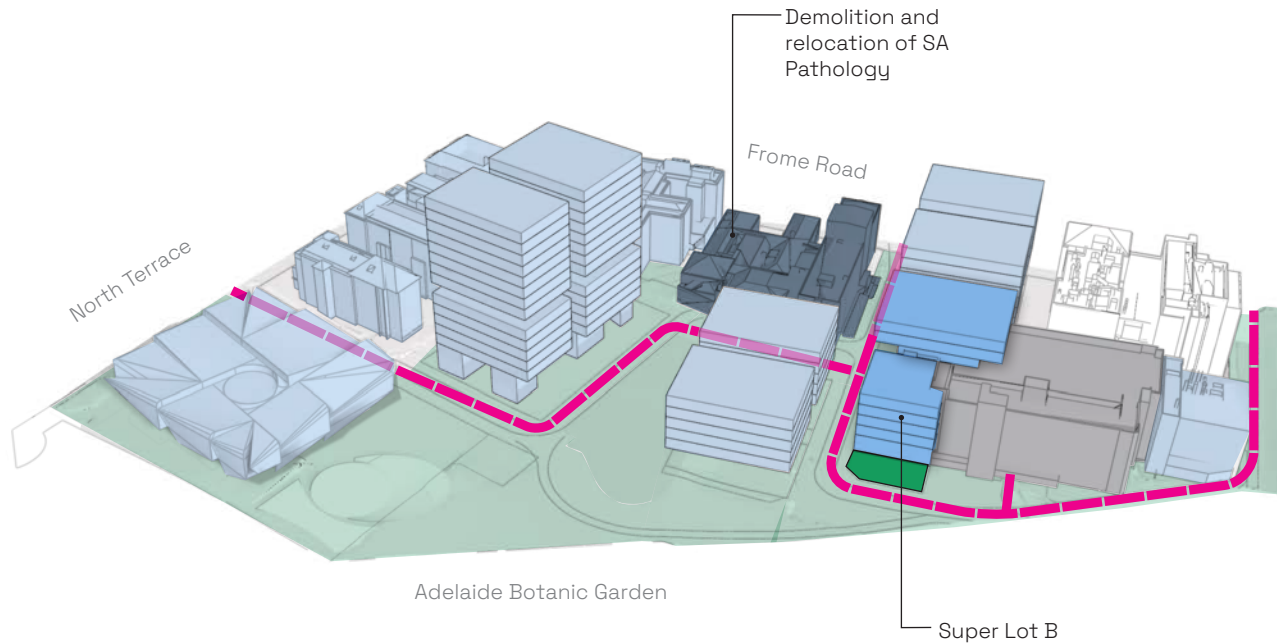 Demolition and
relocation of SA
Pathology
Frome Road
North Terrace
Adelaide Botanic Garden
Super Lot B